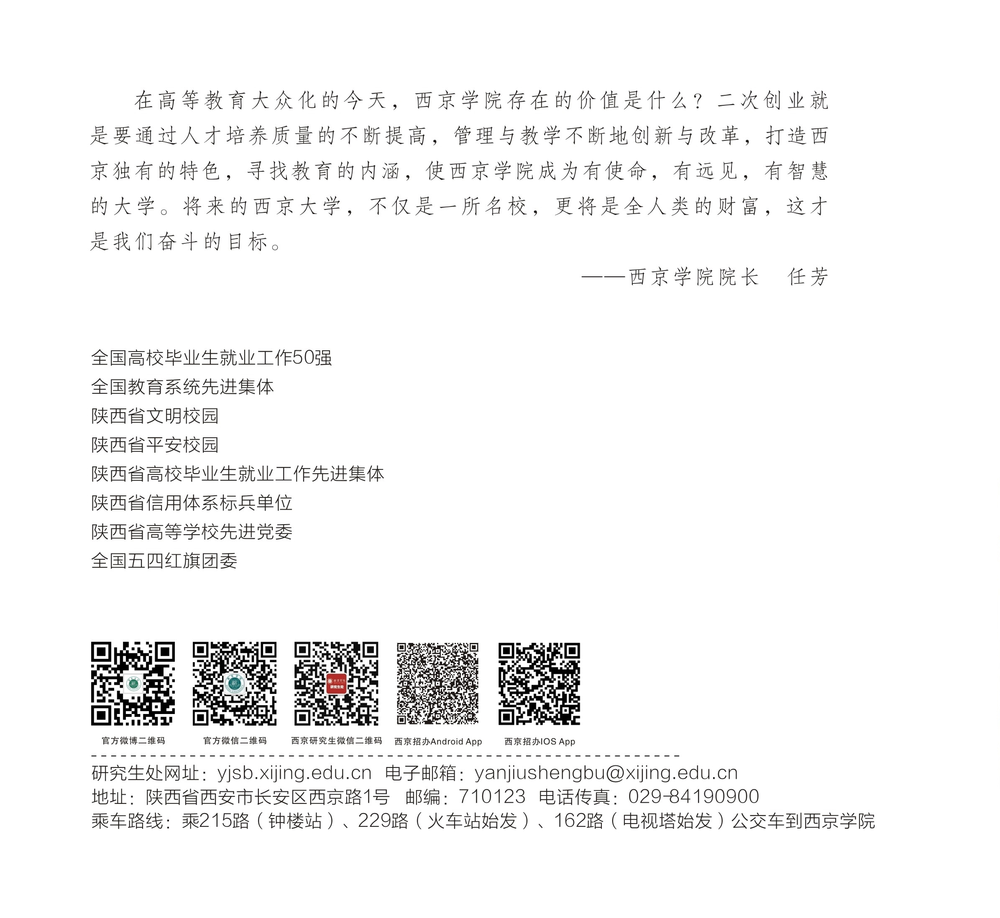 在高等教育大众化的今天，西京学院存在的价值是什么？二次创业就
是要通过人才培养质量的不断提高，管理与教学不断地创新与改革，打造西
京独有的特色，寻找教育的内涵，使西京学院成为有使命，有远见，有智慧
的大学。将来的西京大学，不仅是一所名校，更将是全人类的财富，这才
是我们奋斗的目标。
——西京学院院长　任芳
全国高校毕业生就业工作50强
全国教育系统先进集体
陕西省文明校园
陕西省平安校园
陕西省高校毕业生就业工作先进集体
陕西省信用体系标兵单位
陕西省高等学校先进党委
全国五四红旗团委
西京学院
研究生处
官方微博二维码 官方微信二维码 西京研究生微信二维码 西京招办Android App 西京招办IOS App
研究生处网址：yjsb.xijing.edu.cn 电子邮箱：yanjiushengbu@xijing.edu.cn
地址：陕西省西安市长安区西京路1号 邮编：710123 电话传真：029-84190900
乘车路线：乘215路（钟楼站）、229路（火车站始发）、162路（电视塔始发）公交车到西京学院